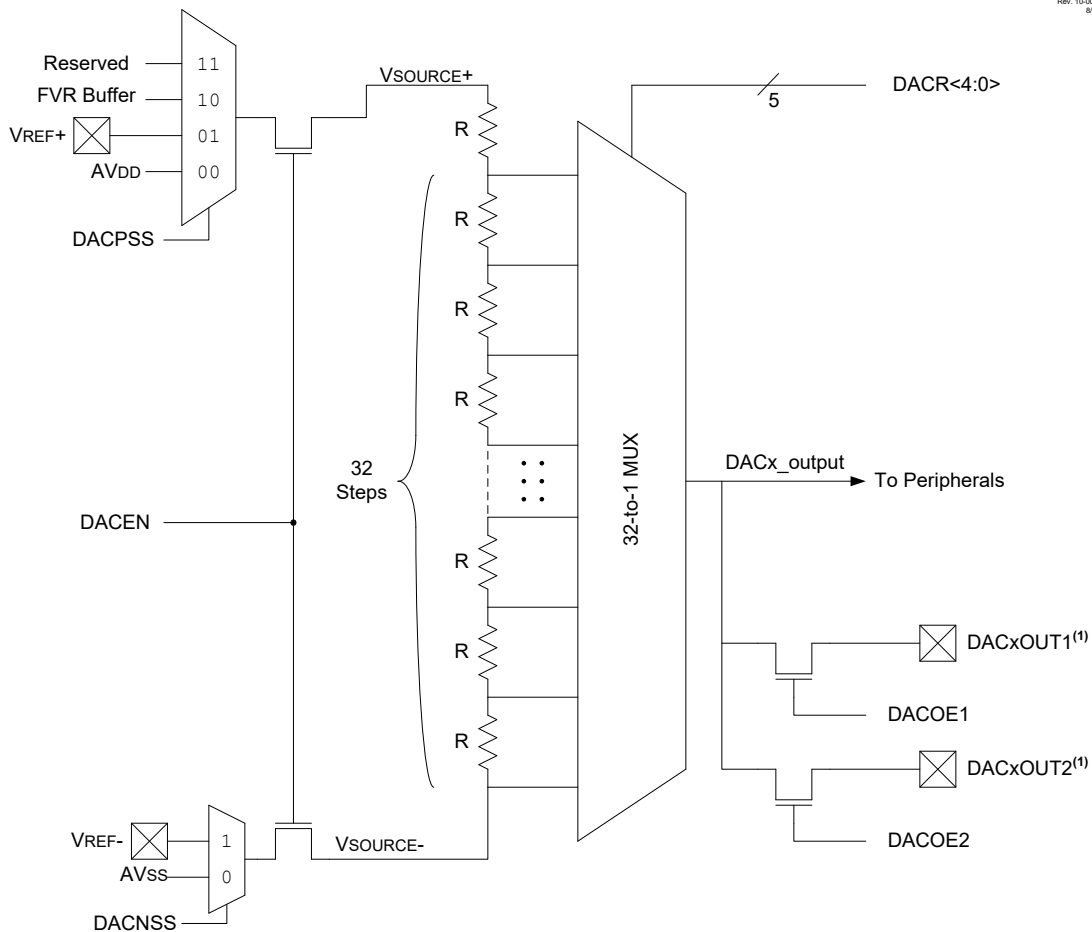 Reserved
FVR Buffer
VREF+
AVDD
11
10
01
00
DACPSS
VSOURCE+
R
R
R
R
R
R
R
32
Steps
DACEN
VREF-
AVSS
1
0
DACNSS
VSOURCE-
32-to-1 MUX
DACR<4:0>
5
DACx_output
To Peripherals
DACxOUT1(1)
DACOE1
DACxOUT2(1)
DACOE2